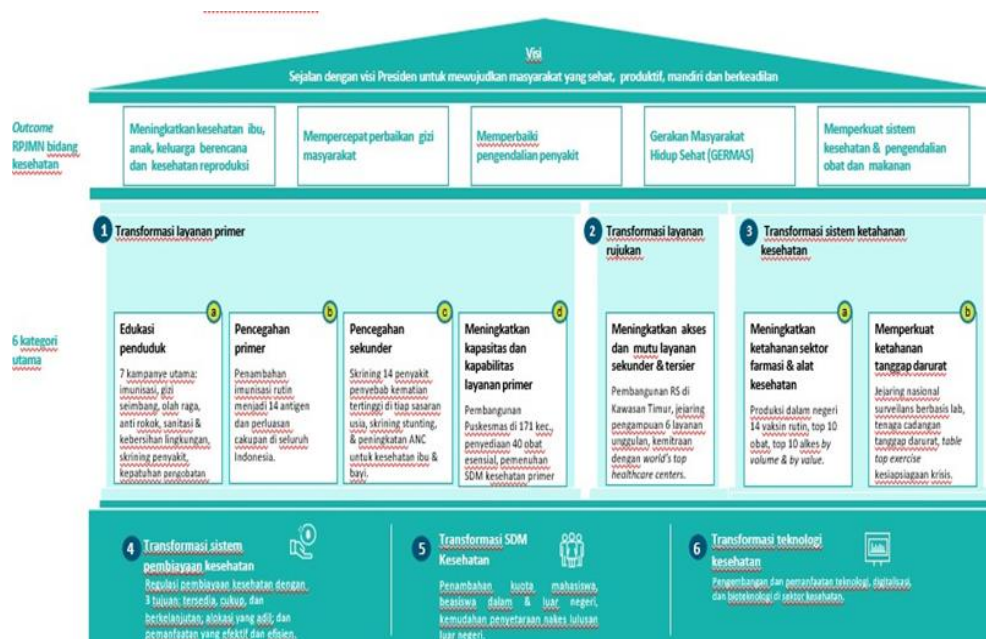 Visi
Sejalan dengan visi Presiden untuk mewujudkan masyarakat yang sehat, produktif, mandiri dan berkeadilan
Outcome
RPJMN bidang
kesehatan
Meningkatkan kesehatan ibu,
anak, keluarga berencana
dan kesehatan reproduksi
Mempercepat perbaikan gizi
masyarakat
Memperbaiki
pengendalian penyakit
Gerakan Masyarakat
Hidup Sehat (GERMAS)
Memperkuat sistem
kesehatan & pengendalian
obat dan makanan
6 kategori
utama
1 Transformasi layanan primer
a
Edukasi
penduduk
7 kampanye utama:
imunisasi, gizi
seimbang, olah raga,
anti rokok, sanitasi &
kebersihan lingkungan,
skrining penyakit,
kepatuhan pengobatan
b
Pencegahan
primer
Penambahan
imunisasi rutin
menjadi 14 antigen
dan perluasan
cakupan di seluruh
Indonesia.
c
Pencegahan
sekunder
Skrining 14 penyakit
penyebab kematian
tertinggi di tiap sasaran
usia, skrining stunting,
& peningkatan ANC
untuk kesehatan ibu &
bayi.
d
Meningkatkan
kapasitas dan
kapabilitas
layanan primer
Pembangunan
Puskesmas di 171 kec.,
penyediaan 40 obat
esensial, pemenuhan
SDM kesehatan primer
2 Transformasi layanan
rujukan
Meningkatkan akses
dan mutu layanan
sekunder & tersier
Pembangunan RS di
Kawasan Timur, jejaring
pengampuan 6 layanan
unggulan, kemitraan
dengan world's top
healthcare centers.
3 Transformasi sistem ketahanan
kesehatan
a
Meningkatkan
ketahanan sektor
farmasi & alat
kesehatan
Produksi dalam negeri
14 vaksin rutin, top 10
obat, top 10 alkes by
volume & by value.
b
Memperkuat
ketahanan
tanggap darurat
Jejaring nasional
surveilans berbasis lab,
tenaga cadangan
tanggap darurat, table
top exercise
kesiapsiagaan krisis.
4 Transformasi sistem
pembiayaan kesehatan
Regulasi pembiayaan kesehatan dengan
3 tujuan: tersedia, cukup, dan
berkelanjutan; alokasi yang adil; dan
pemanfaatan yang efektif dan efisien.
5 Transformasi SDM
Kesehatan
Penambahan kuota mahasiswa,
beasiswa dalam & luar negeri,
kemudahan penyetaraan nakes lulusan
luar negeri.
6 Transformasi teknologi
kesehatan
Pengembangan dan pemanfaatan teknologi, digitalisasi,
dan bioteknologi di sektor kesehatan.